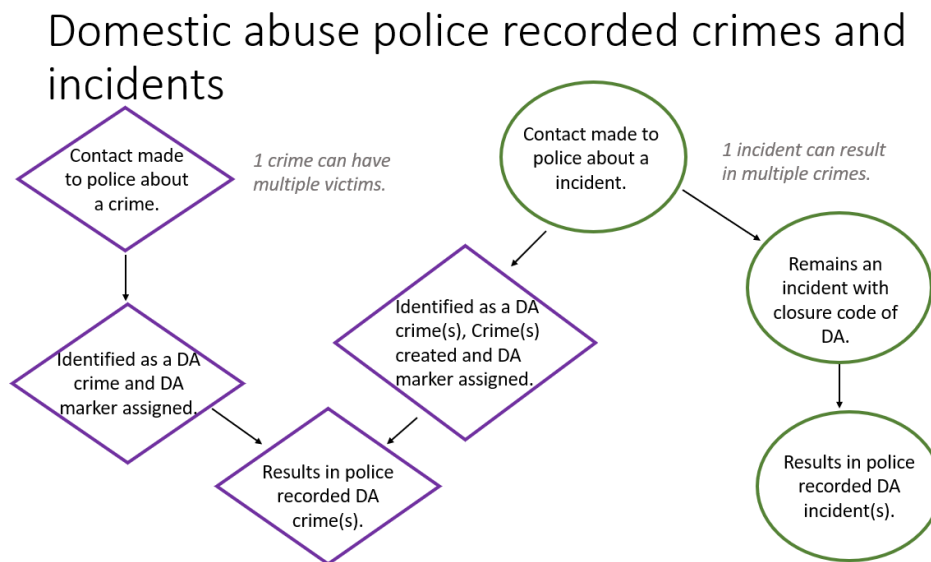 Domestic abuse police recorded crimes and
incidents
Contact made
to police about
a crime.
1 crime can have
multiple victims.
Contact made to
police about a
incident.
1 incident can result
in multiple crimes.
Identified as a DA
crime and DA
marker assigned.
Identified as a DA
crime(s), Crime(s)
created and DA
marker assigned.
Remains an
incident with
closure code of
DA.
Results in police
recorded DA
crime(s).
Results in police
recorded DA
incident(s).